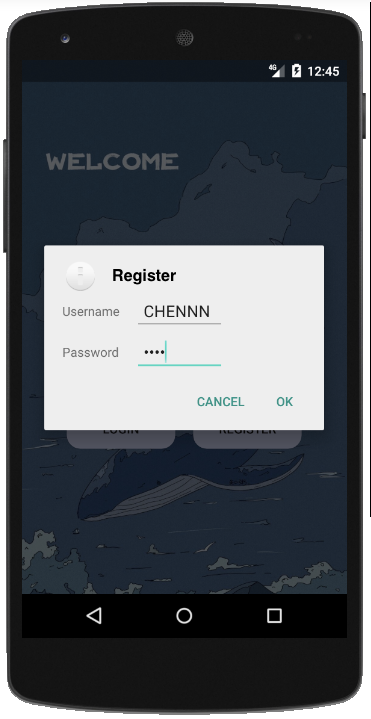 4G 12:45
WELCOME
Register
Username CHENNN
Password ••••
CANCEL OK
LOGIN REGISTER